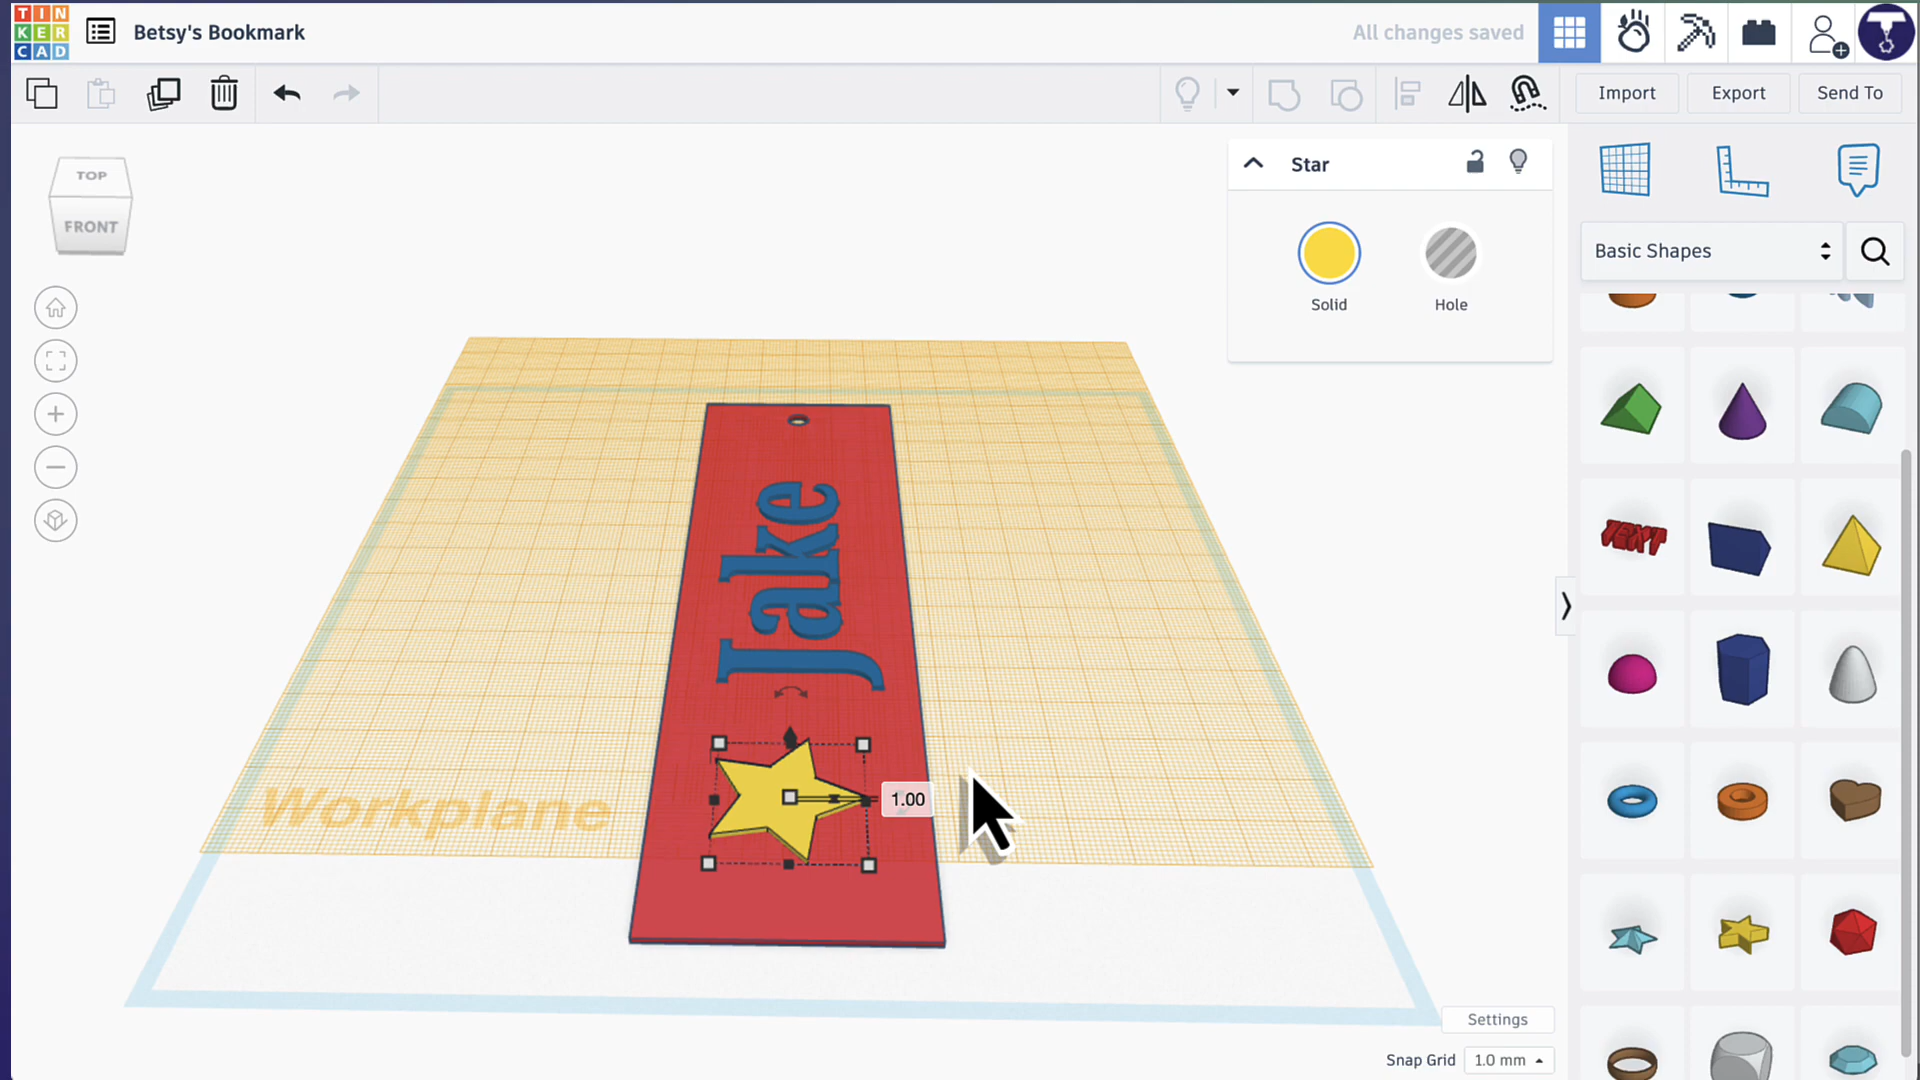 TIN
KER
CAD
Betsy's Bookmark
All changes saved
Import
Export
Send To
TOP
FRONT
Star
Solid
Hole
Basic Shapes
TEXT
Jake
Workplane
1.00
Settings
Snap Grid
1.0 mm